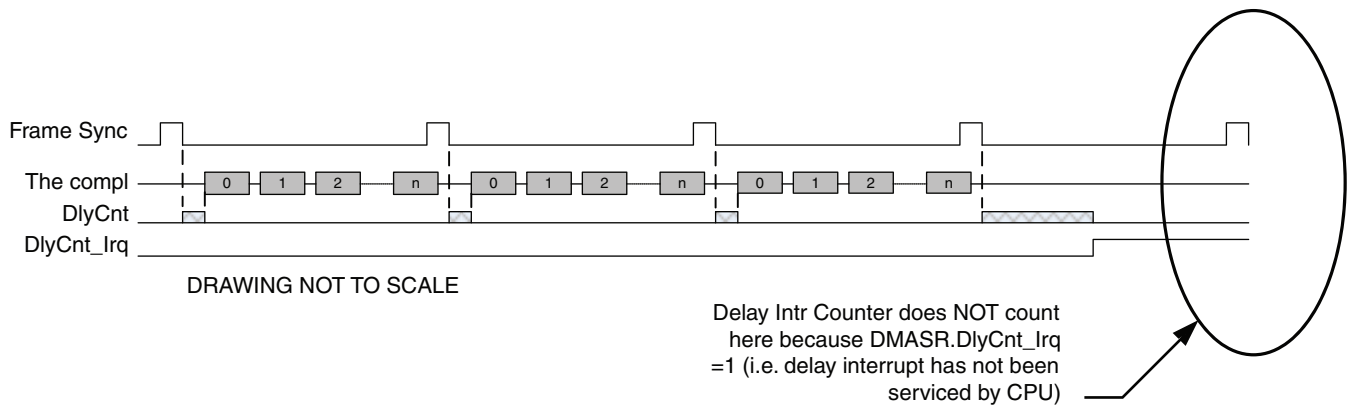 Frame Sync
The compl
0 1 2 n 0 1 2 n 0 1 2 n
DlyCnt
DlyCnt_Irq
DRAWING NOT TO SCALE
Delay Intr Counter does NOT count
here because DMASR.DlyCnt_Irq
=1 (i.e. delay interrupt has not been
serviced by CPU)